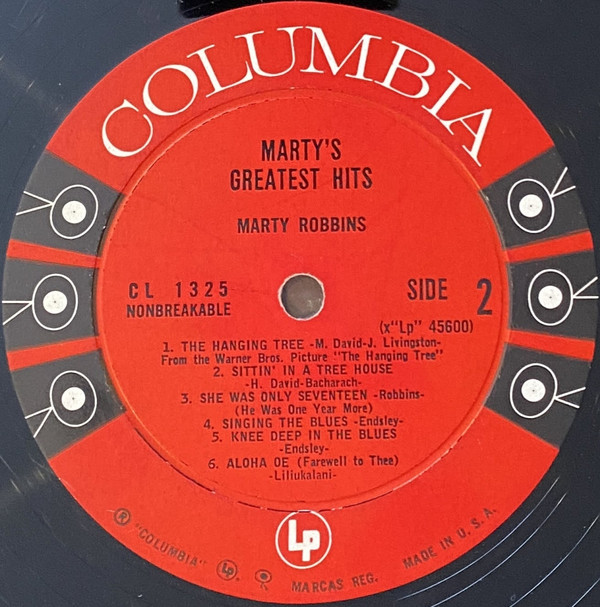 COLUMBIA
MARTY'S
GREATEST HITS
MARTY ROBBINS
CL 1325
NONBREAKABLE
SIDE 2
(x"Lp" 45600)
1. THE HANGING TREE -M. David-J. Livingston-
From the Warner Bros. Picture "The Hanging Tree"
2. SITTIN' IN A TREE HOUSE
-H. David-Bacharach-
3. SHE WAS ONLY SEVENTEEN -Robbins-
(He Was One Year More)
4. SINGING THE BLUES -Endsley-
5. KNEE DEEP IN THE BLUES
-Endsley-
6. ALOHA OE (Farewell to Thee)
-Liliukalani-
Lp
® "COLUMBIA" Lp MARCAS REG. MADE IN U. S. A.